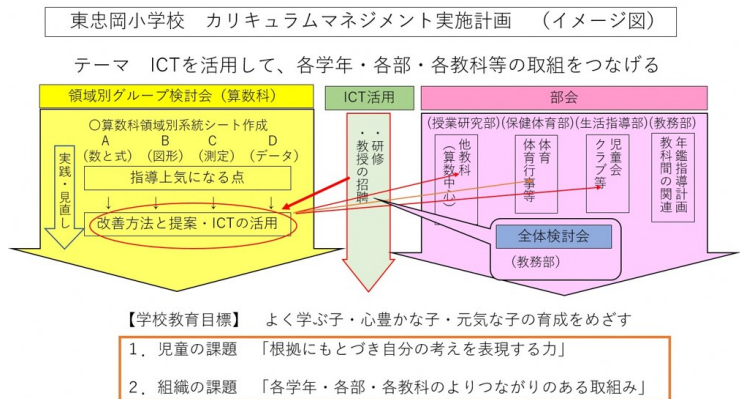 東忠岡小学校　カリキュラムマネジメント実施計画　（イメージ図）
テーマ　ICTを活用して、各学年・各部・各教科等の取組をつなげる
領域別グループ検討会（算数科）
〇算数科領域別系統シート作成
A　B　C　D
（数と式）（図形）（測定）（データ）
指導上気になる点
↓　↓　↓　↓
改善方法と提案・ICTの活用
実践・見直し
ICT活用
・研修
・教授の招聘
部会
(授業研究部)(保健体育部)(生活指導部)(教務部)
他教科
（算数中心）
体育
体育行事等
児童会
クラブ等
年鑑指導計画
教科間の関連
全体検討会
(教務部)
【学校教育目標】　よく学ぶ子・心豊かな子・元気な子の育成をめざす
1．児童の課題　「根拠にもとづき自分の考えを表現する力」
2．組織の課題　「各学年・各部・各教科のよりつながりのある取組み」